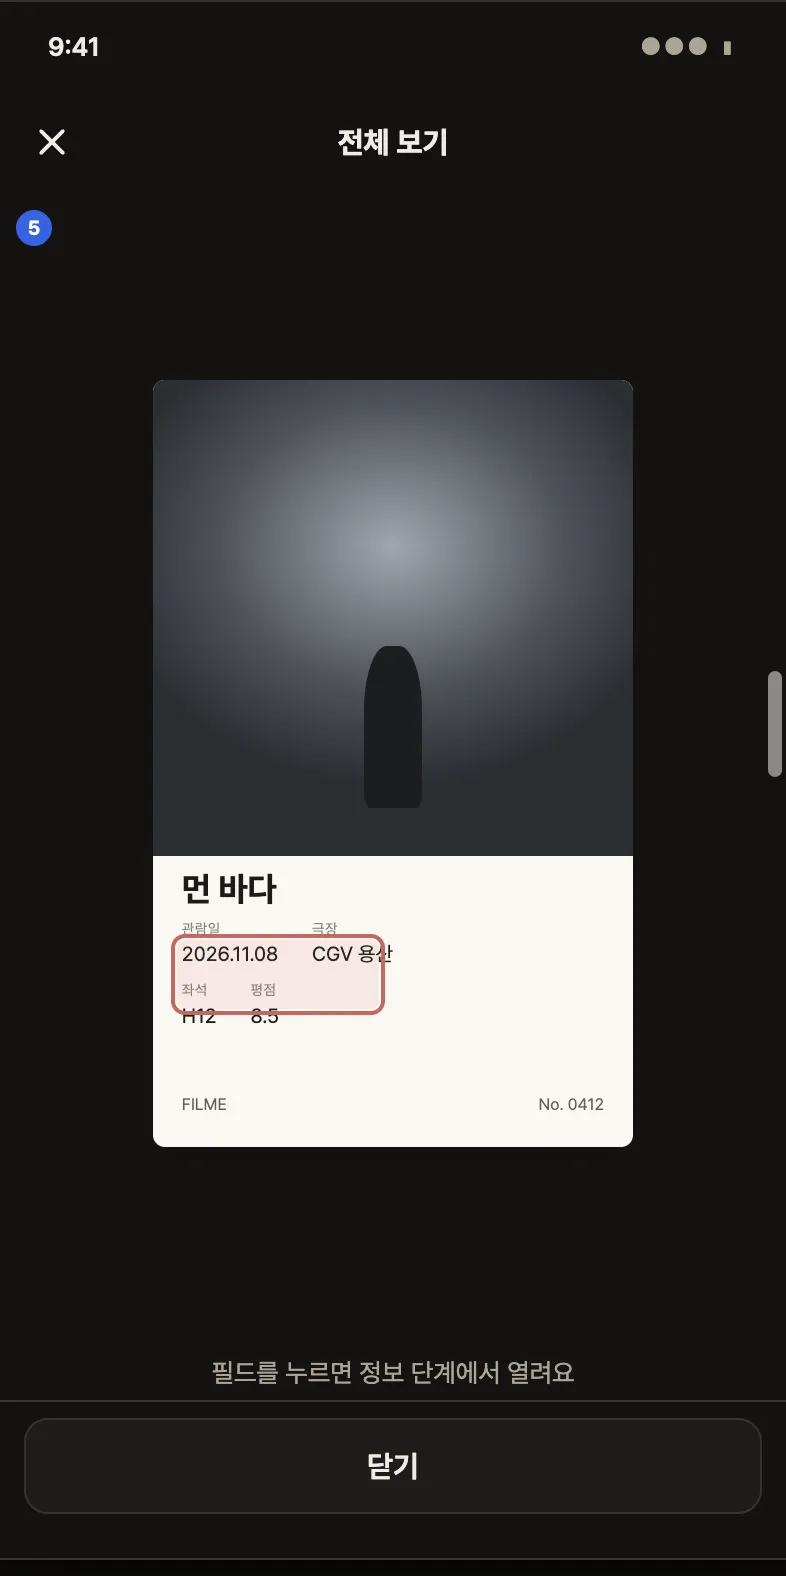 9:41
전체 보기
5
먼 바다
관람일 극장
2026.11.08 CGV 용산
좌석 평점
H12 8.5
FILME No. 0412
필드를 누르면 정보 단계에서 열려요
닫기